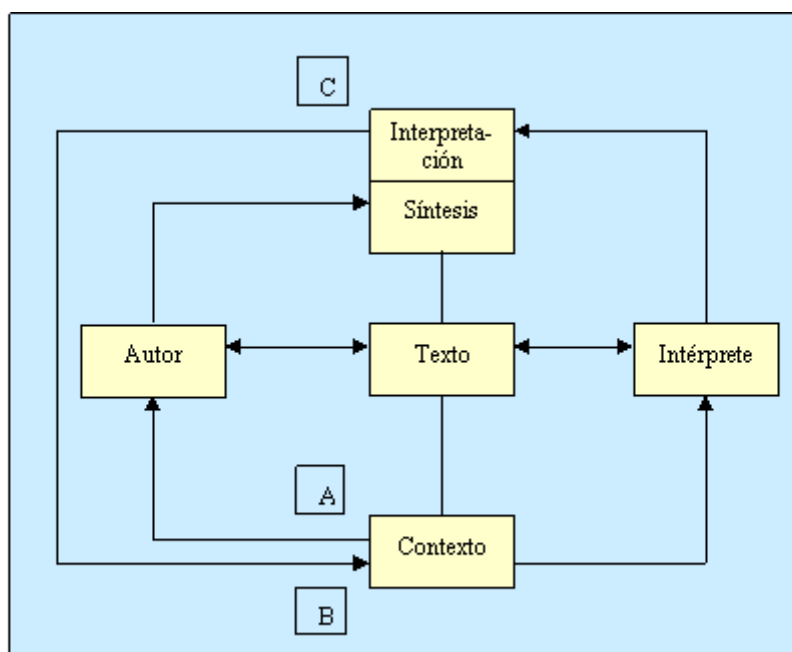 C
Interpreta-
ción
Síntesis
Autor
Texto
Intérprete
A
Contexto
B